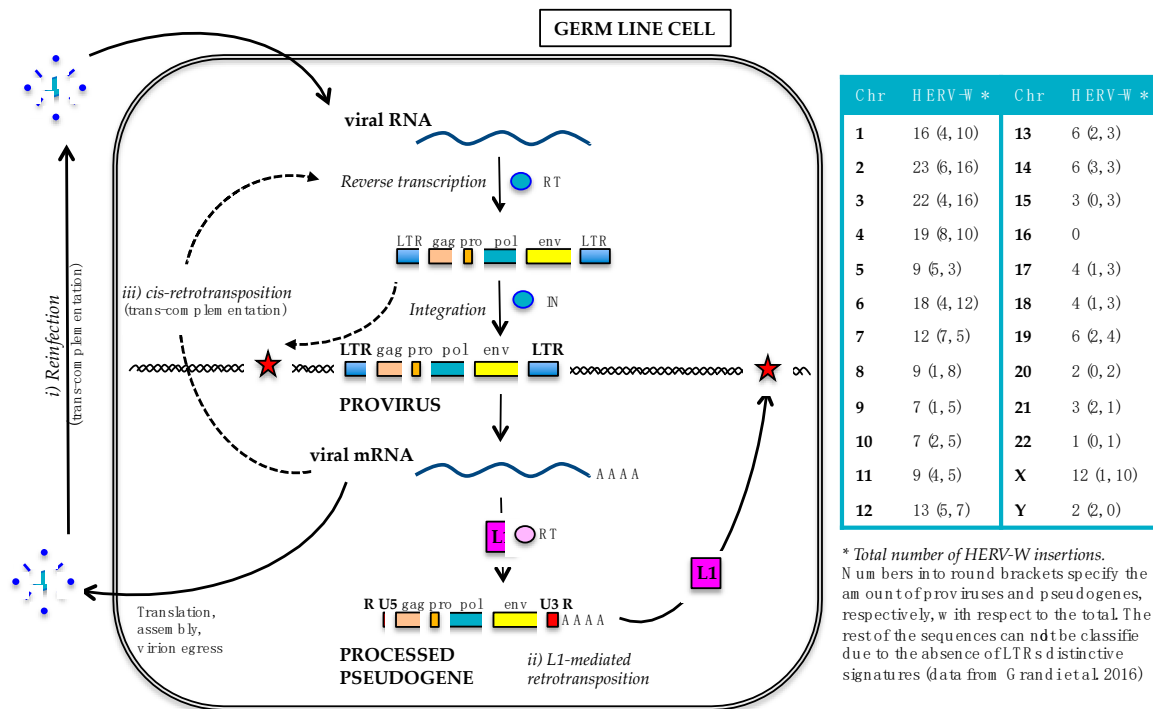 GERM LINE CELL
viral RNA
Reverse transcription
RT
LTR gag pro pol env LTR
iii) cis-retrotransposition
(trans-complementation)
Integration
IN
i) Reinfection
(trans-complementation)
LTR gag pro pol env LTR
PROVIRUS
viral mRNA
AAAA
L1
RT
L1
R U5 gag pro pol env U3 R
AAAA
Translation,
assembly,
virion egress
PROCESSED
PSEUDOGENE
ii) L1-mediated
retrotransposition
Chr HERV-W * Chr HERV-W *
1 16 (4, 10) 13 6 (2, 3)
2 23 (6, 16) 14 6 (3, 3)
3 22 (4, 16) 15 3 (0, 3)
4 19 (8, 10) 16 0
5 9 (5, 3) 17 4 (1, 3)
6 18 (4, 12) 18 4 (1, 3)
7 12 (7, 5) 19 6 (2, 4)
8 9 (1, 8) 20 2 (0, 2)
9 7 (1, 5) 21 3 (2, 1)
10 7 (2, 5) 22 1 (0, 1)
11 9 (4, 5) X 12 (1, 10)
12 13 (5, 7) Y 2 (2, 0)
* Total number of HERV-W insertions.
Numbers into round brackets specify the
amount of proviruses and pseudogenes,
respectively, with respect to the total. The
rest of the sequences can not be classifie
due to the absence of LTRs distinctive
signatures (data from Grandi et al. 2016)